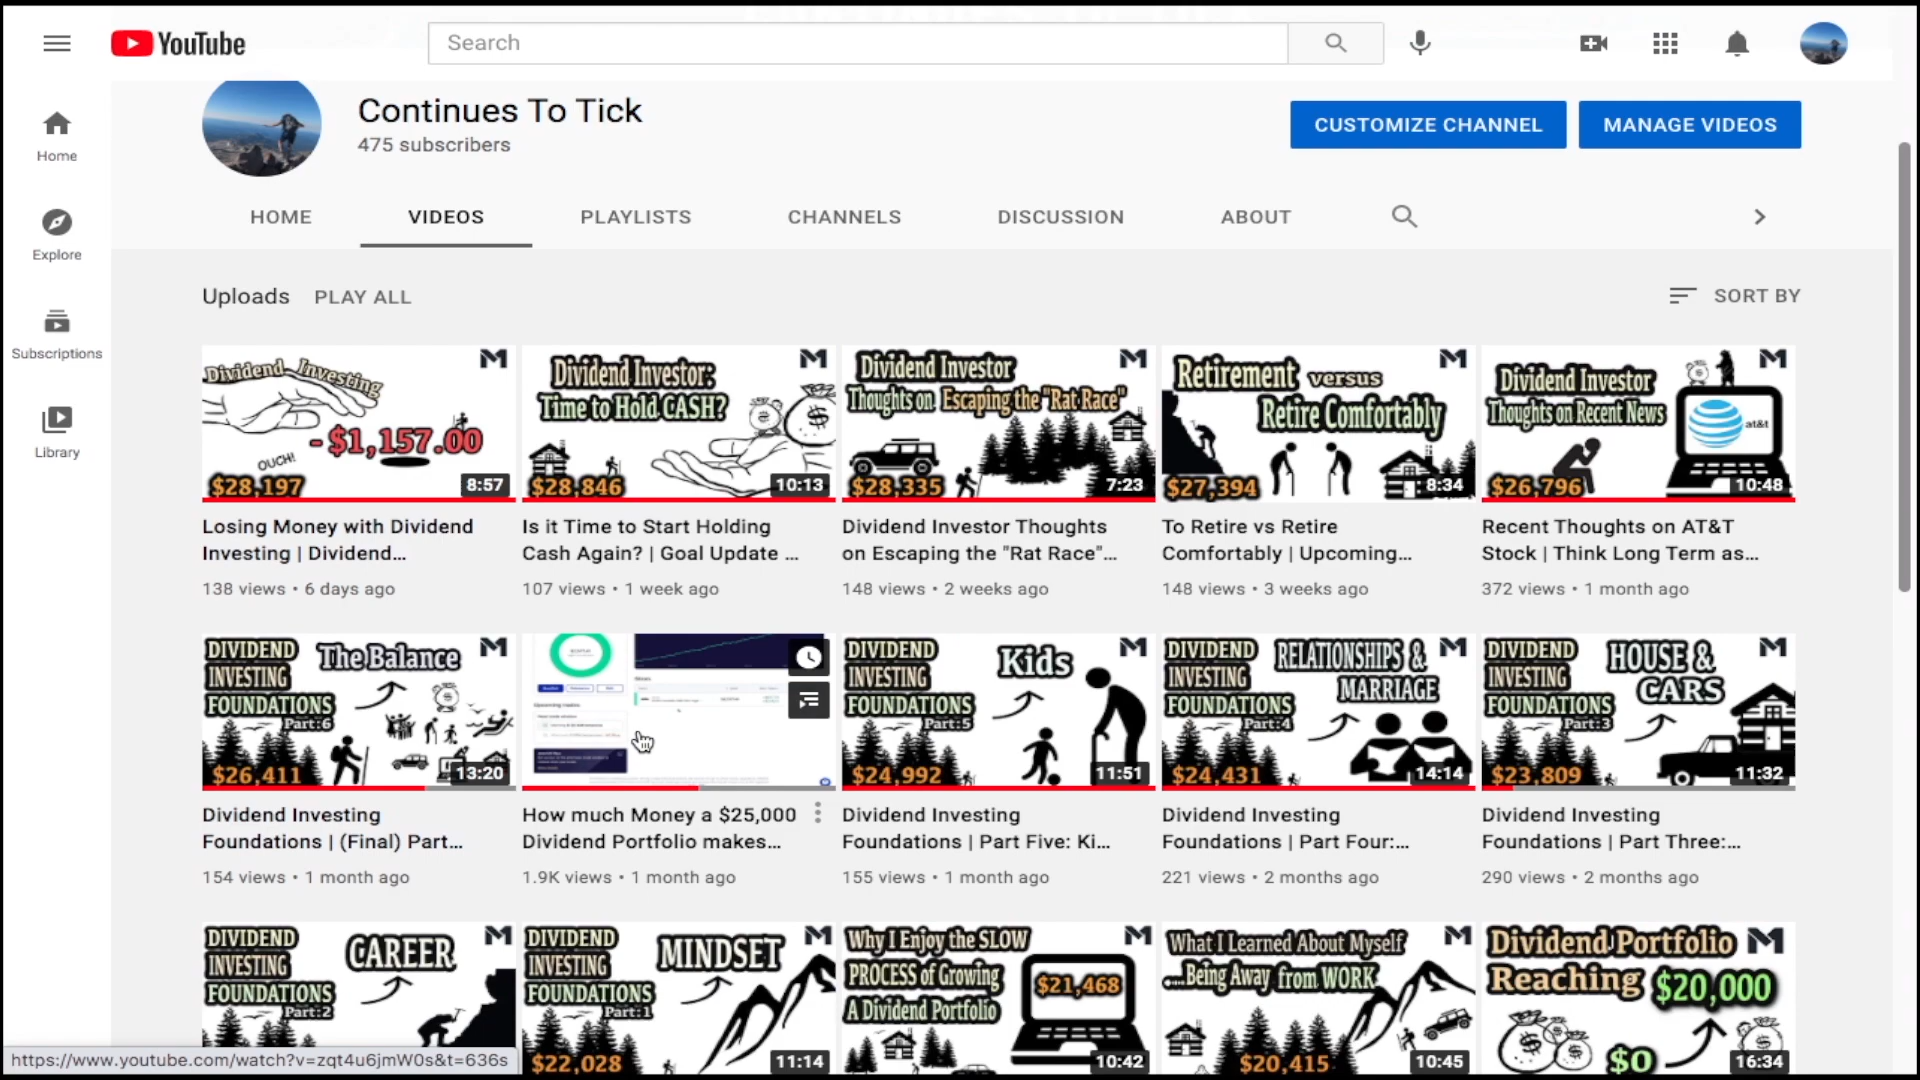 YouTube
Search
Continues To Tick
475 subscribers
CUSTOMIZE CHANNEL
MANAGE VIDEOS
Home
Explore
Subscriptions
Library
HOME
VIDEOS
PLAYLISTS
CHANNELS
DISCUSSION
ABOUT
Uploads
PLAY ALL
SORT BY
Dividend Investing
- $1,157.00
OUCH!
$28,197
8:57
Losing Money with Dividend
Investing | Dividend...
138 views • 6 days ago
Dividend Investor:
Time to Hold CASH?
$28,846
10:13
Is it Time to Start Holding
Cash Again? | Goal Update ...
107 views • 1 week ago
Dividend Investor
Thoughts on Escaping the "Rat Race"
$28,335
7:23
Dividend Investor Thoughts
on Escaping the "Rat Race"...
148 views • 2 weeks ago
Retirement versus
Retire Comfortably
$27,394
8:34
To Retire vs Retire
Comfortably | Upcoming...
148 views • 3 weeks ago
Dividend Investor
Thoughts on Recent News
at&t
$26,796
10:48
Recent Thoughts on AT&T
Stock | Think Long Term as...
372 views • 1 month ago
DIVIDEND
INVESTING
FOUNDATIONS
Part:6
The Balance
$26,411
13:20
Dividend Investing
Foundations | (Final) Part...
154 views • 1 month ago
How much Money a $25,000
Dividend Portfolio makes...
1.9K views • 1 month ago
DIVIDEND
INVESTING
FOUNDATIONS
Part:5
Kids
$24,992
11:51
Dividend Investing
Foundations | Part Five: Ki...
155 views • 1 month ago
DIVIDEND
INVESTING
FOUNDATIONS
Part:4
RELATIONSHIPS &
MARRIAGE
$24,431
14:14
Dividend Investing
Foundations | Part Four:...
221 views • 2 months ago
DIVIDEND
INVESTING
FOUNDATIONS
Part:3
HOUSE &
CARS
$23,809
11:32
Dividend Investing
Foundations | Part Three:...
290 views • 2 months ago
DIVIDEND
INVESTING
FOUNDATIONS
Part:2
CAREER
DIVIDEND
INVESTING
FOUNDATIONS
Part:1
MINDSET
$22,028
11:14
Why I Enjoy the SLOW
PROCESS of Growing
A Dividend Portfolio
$21,468
10:42
What I Learned About Myself
...Being Away from WORK
$20,415
10:45
Dividend Portfolio
Reaching $20,000
$0
16:34
https://www.youtube.com/watch?v=zqt4u6jmW0s&t=636s